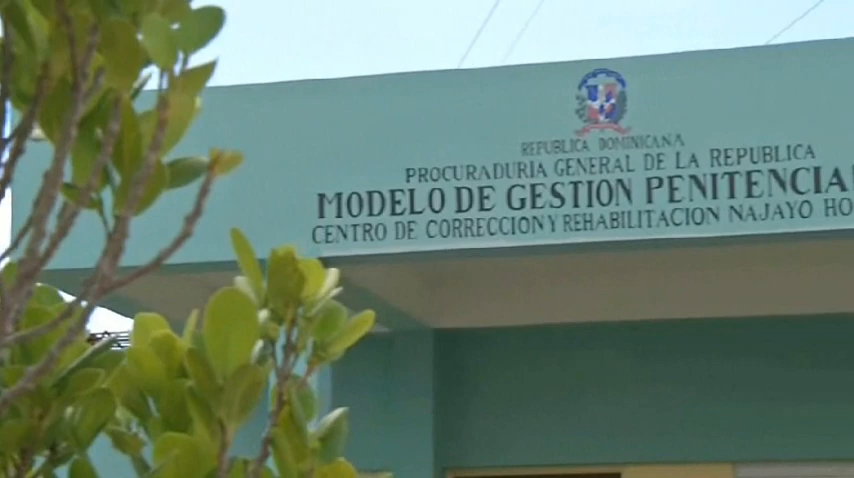 REPUBLICA DOMINICANA
PROCURADURIA GENERAL DE LA REPUBLICA
MODELO DE GESTION PENITENCIA
CENTRO DE CORRECCION Y REHABILITACION NAJAYO HO